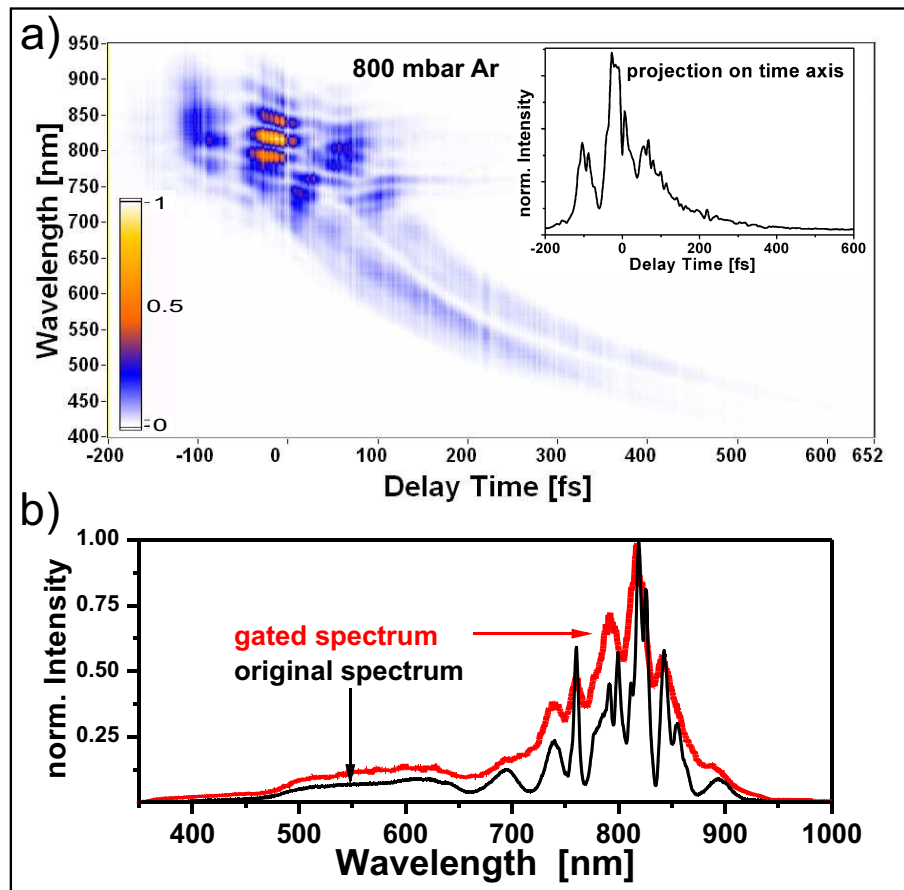 a)
800 mbar Ar
Wavelength [nm]
950
900
850
800
750
700
650
600
550
500
450
400
1
0.5
0
-200 -100 0 100 200 300 400 500 600 652
Delay Time [fs]
projection on time axis
norm. Intensity
-200 0 200 400 600
Delay Time [fs]
b)
norm. Intensity
1.00
0.75
0.50
0.25
gated spectrum
original spectrum
400 500 600 700 800 900 1000
Wavelength [nm]